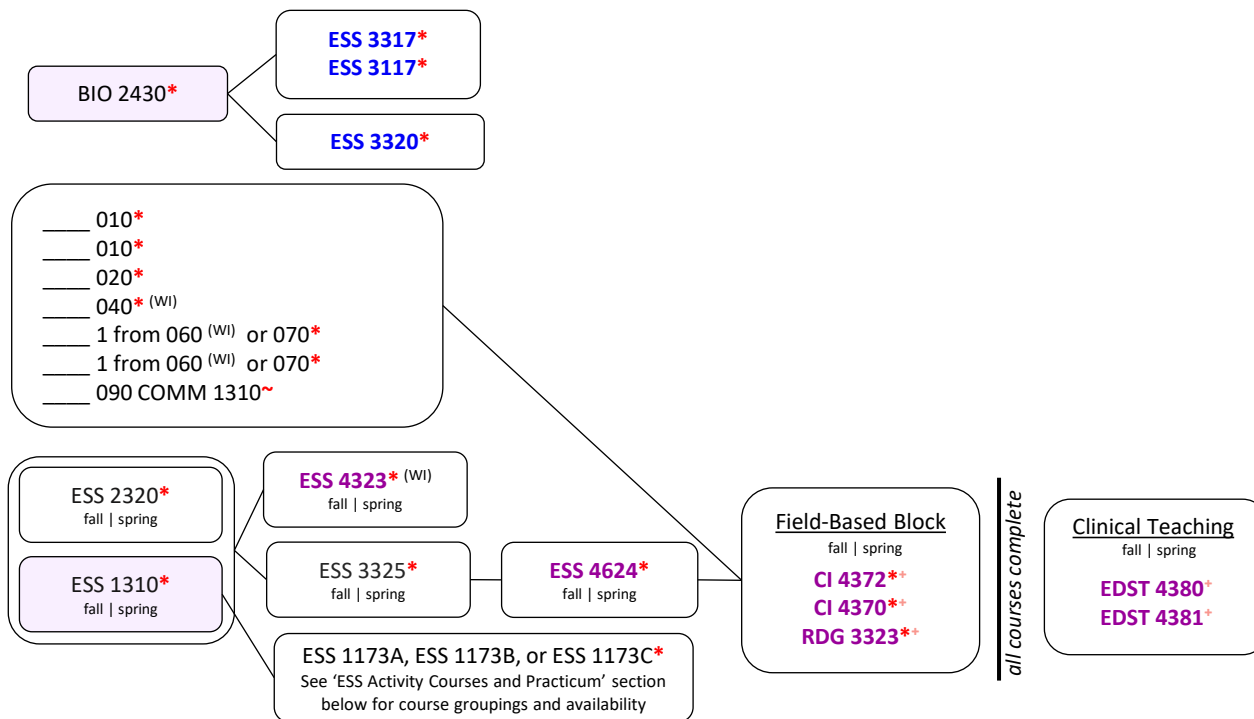 ESS 3317*
ESS 3117*
BIO 2430*
ESS 3320*
____ 010*
____ 010*
____ 020*
____ 040* (WI)
____ 1 from 060 (WI) or 070*
____ 1 from 060 (WI) or 070*
____ 090 COMM 1310~
ESS 2320*
fall | spring
ESS 1310*
fall | spring
ESS 4323* (WI)
fall | spring
ESS 3325*
fall | spring
ESS 4624*
fall | spring
ESS 1173A, ESS 1173B, or ESS 1173C*
See ‘ESS Activity Courses and Practicum’ section
below for course groupings and availability
Field-Based Block
fall | spring
CI 4372*+
CI 4370*+
RDG 3323*+
all courses complete
Clinical Teaching
fall | spring
EDST 4380+
EDST 4381+